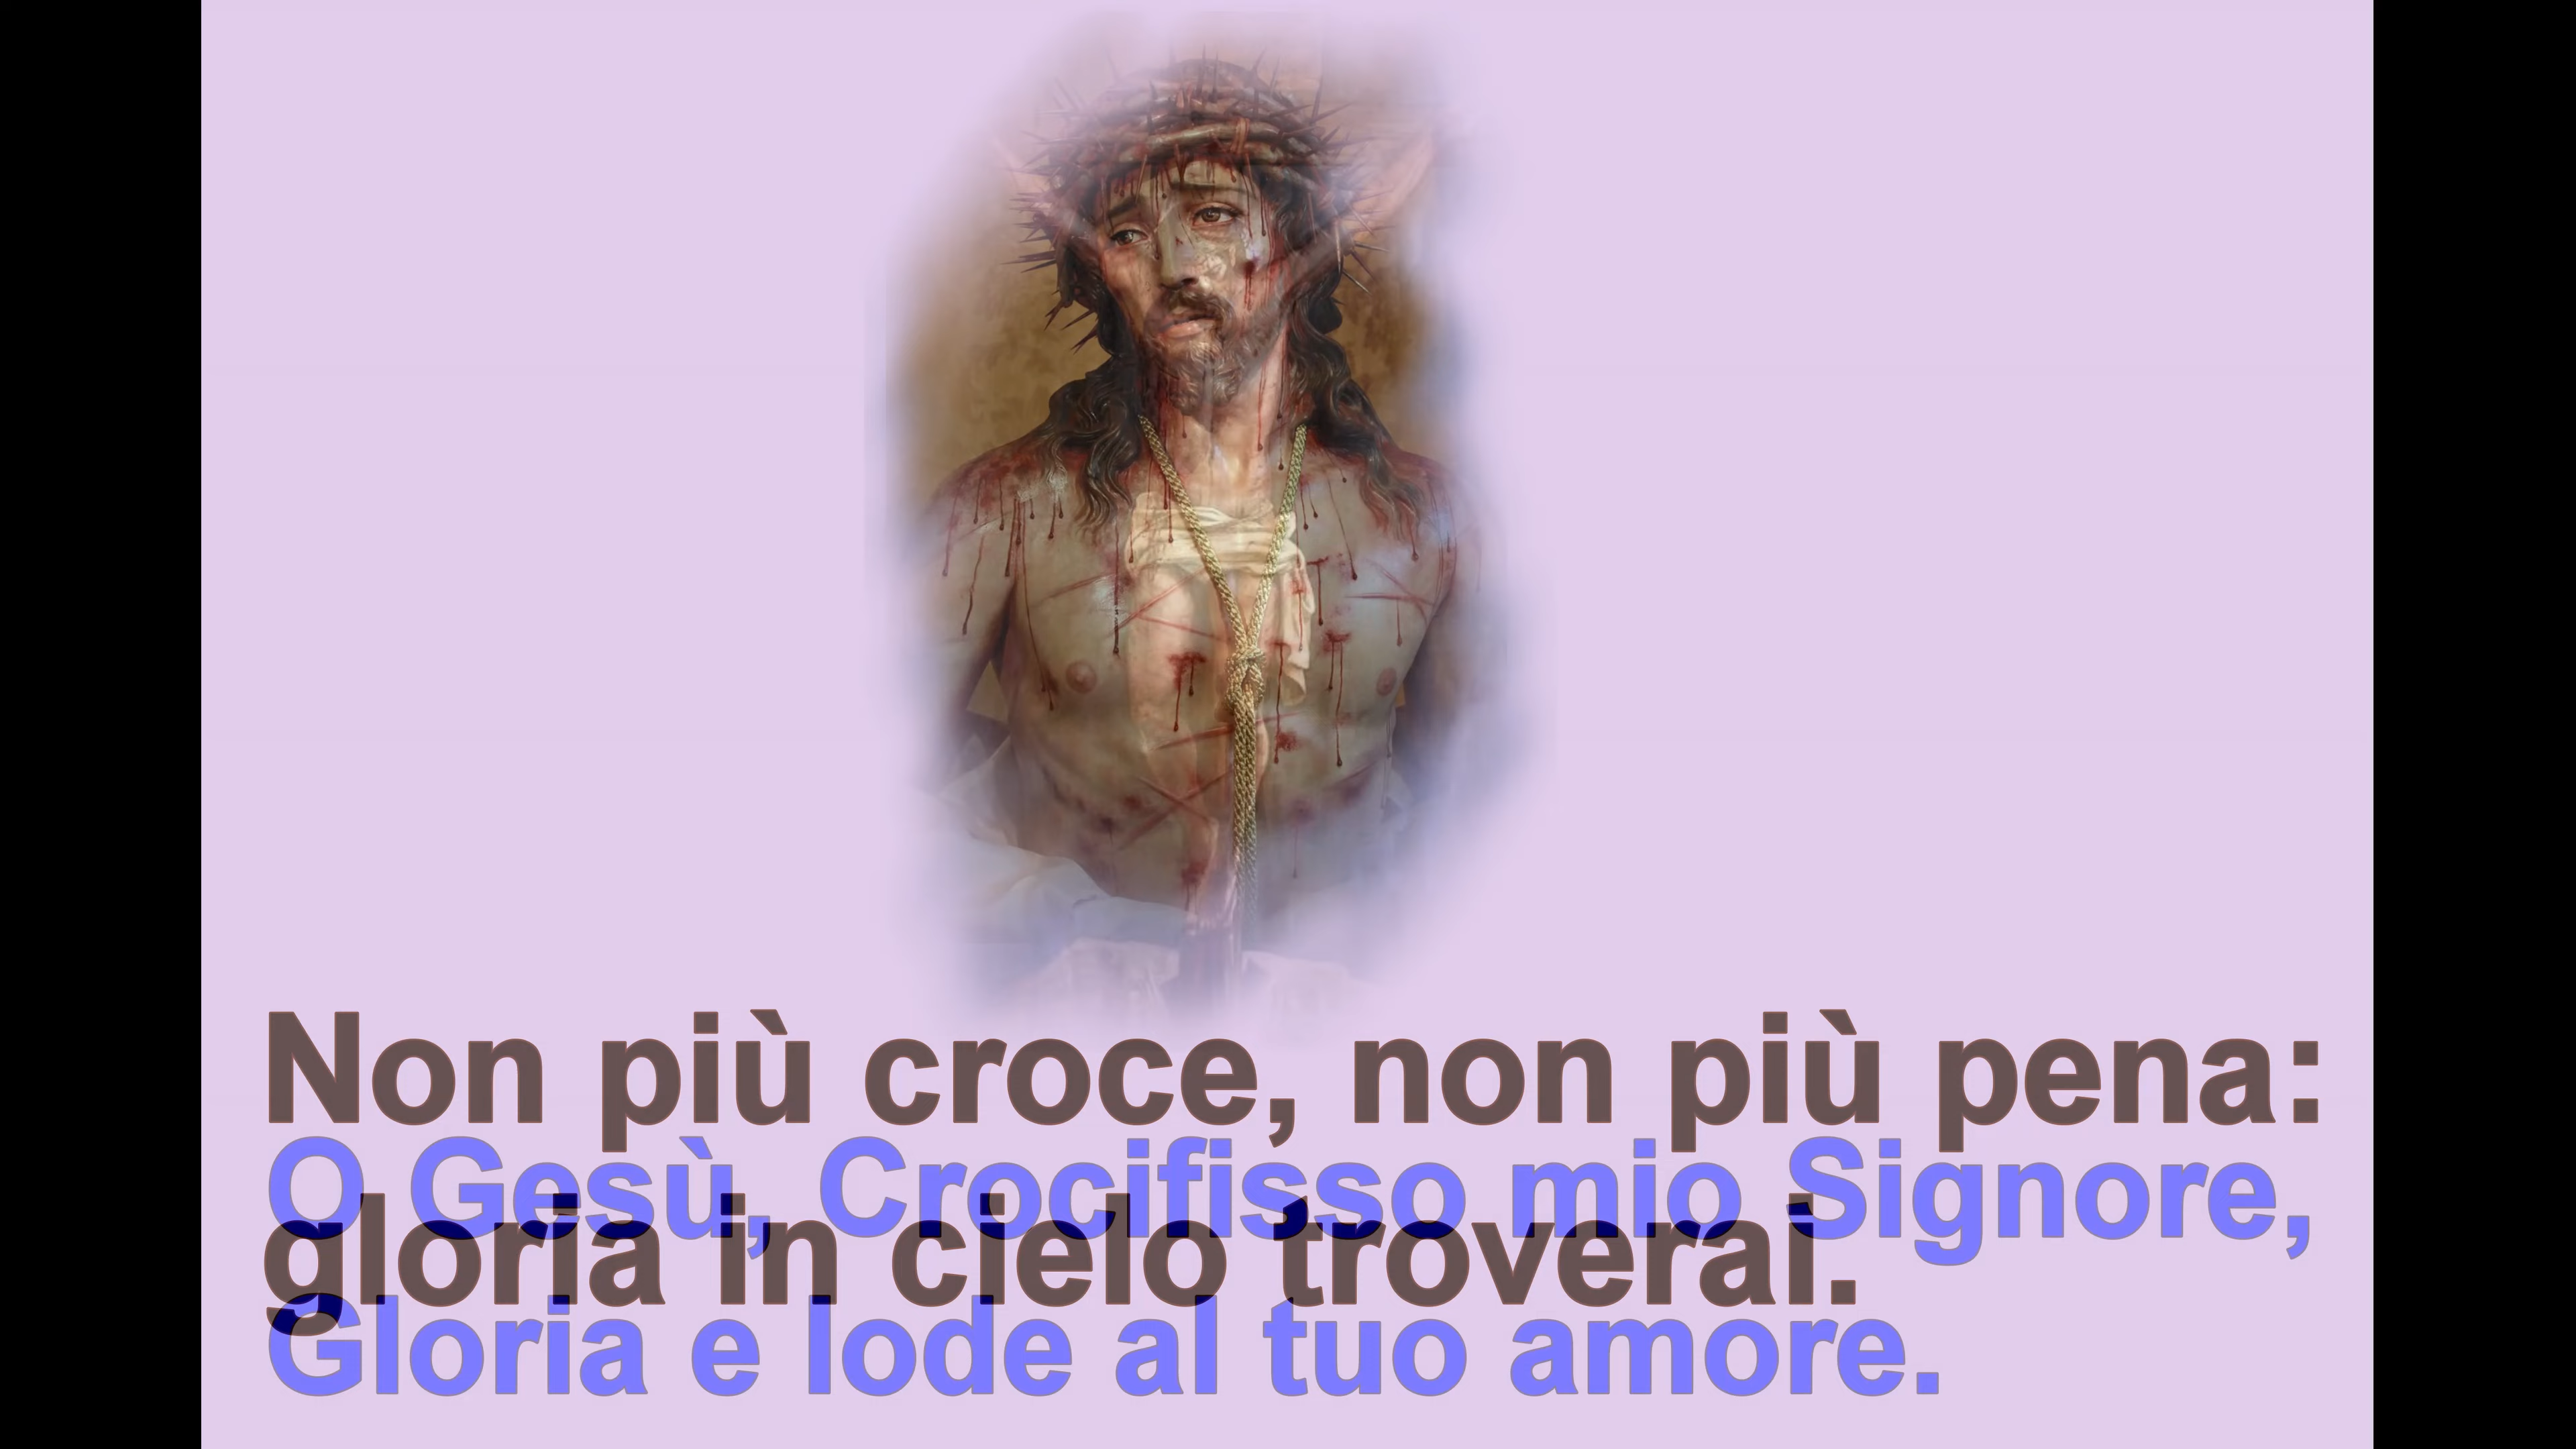 Non più croce, non più pena:
O Gesù, Crocifisso mio Signore,
gloria in cielo troverai.
Gloria e lode al tuo amore.